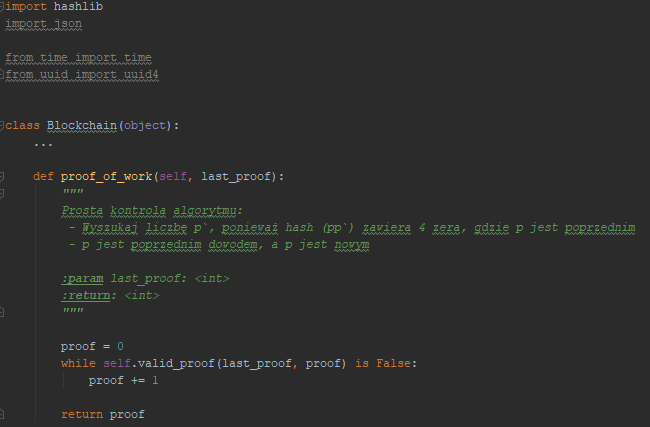 import hashlib
import json
from time import time
from uuid import uuid4
class Blockchain(object):
...
def proof_of_work(self, last_proof):
"""
Prosta kontrola algorytmu:
- Wyszukaj liczbę p`, ponieważ hash (pp`) zawiera 4 zera, gdzie p jest poprzednim
- p jest poprzednim dowodem, a p jest nowym
:param last_proof: <int>
:return: <int>
"""
proof = 0
while self.valid_proof(last_proof, proof) is False:
proof += 1
return proof